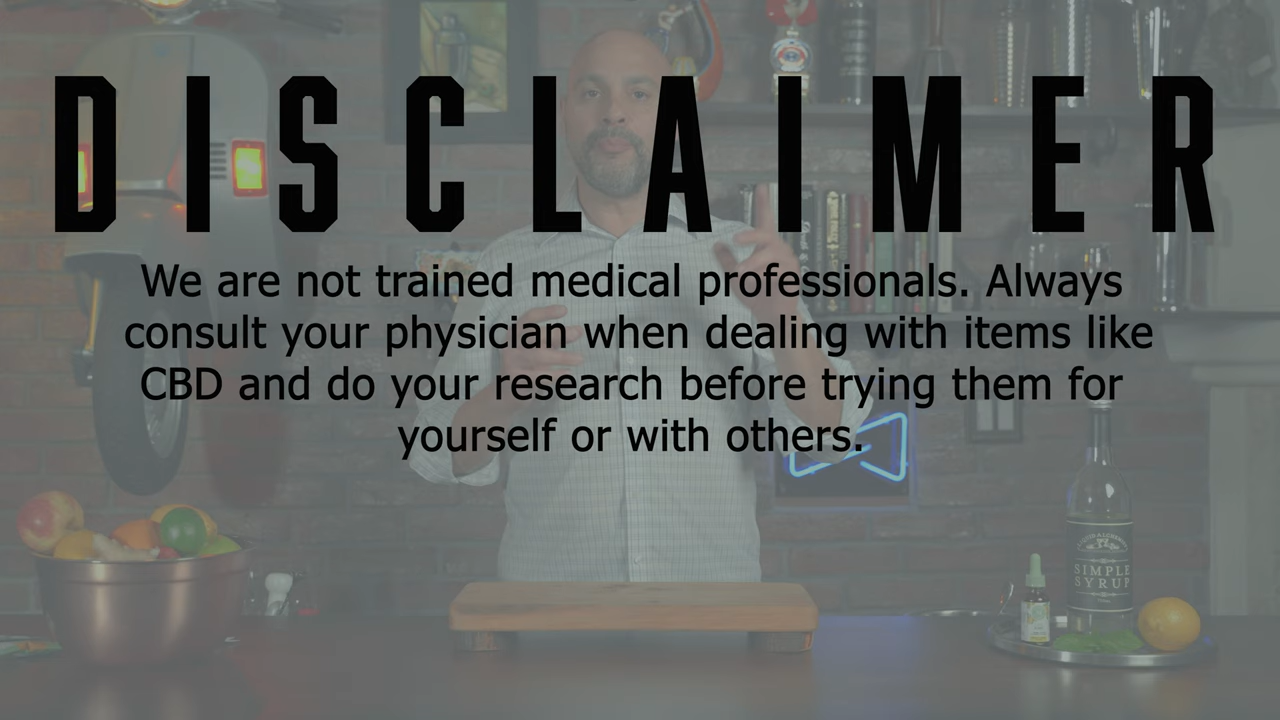 DISCLAIMER
We are not trained medical professionals. Always
consult your physician when dealing with items like
CBD and do your research before trying them for
yourself or with others.
SIMPLE
SYRUP